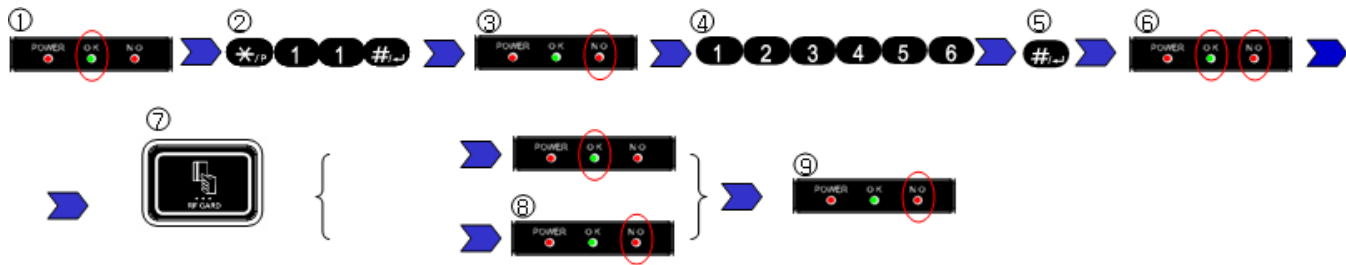 ① ② ③ ④ ⑤ ⑥
POWER OK NO */P 1 1 #/↵ POWER OK NO 1 2 3 4 5 6 #/↵ POWER OK NO
⑦
POWER OK NO
RF CARD
⑨
POWER OK NO
⑧
POWER OK NO